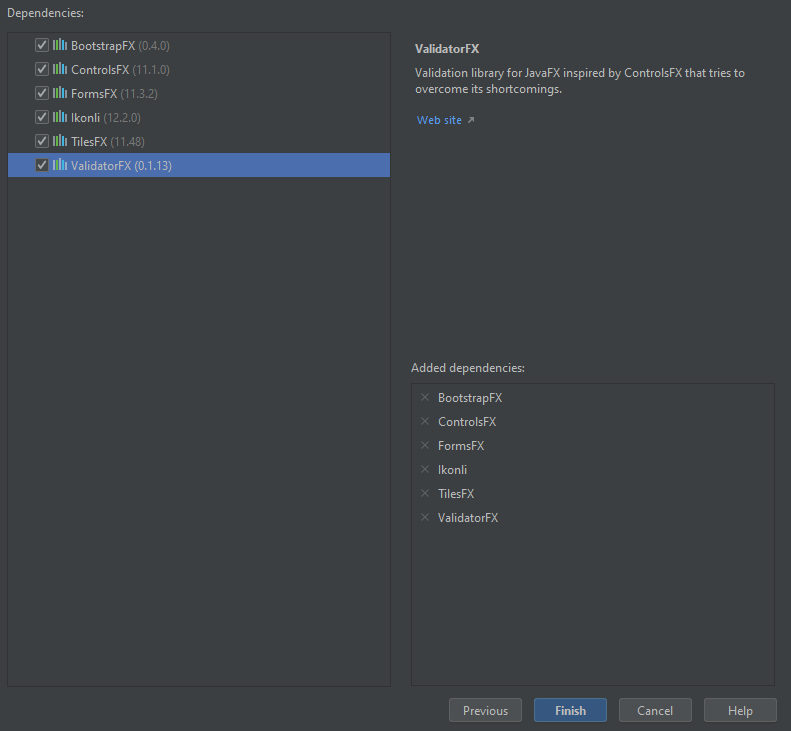 Dependencies:
BootstrapFX (0.4.0)
ControlsFX (11.1.0)
FormsFX (11.3.2)
Ikonli (12.2.0)
TilesFX (11.48)
ValidatorFX (0.1.13)
ValidatorFX
Validation library for JavaFX inspired by ControlsFX that tries to
overcome its shortcomings.
Web site
Added dependencies:
BootstrapFX
ControlsFX
FormsFX
Ikonli
TilesFX
ValidatorFX
Previous
Finish
Cancel
Help